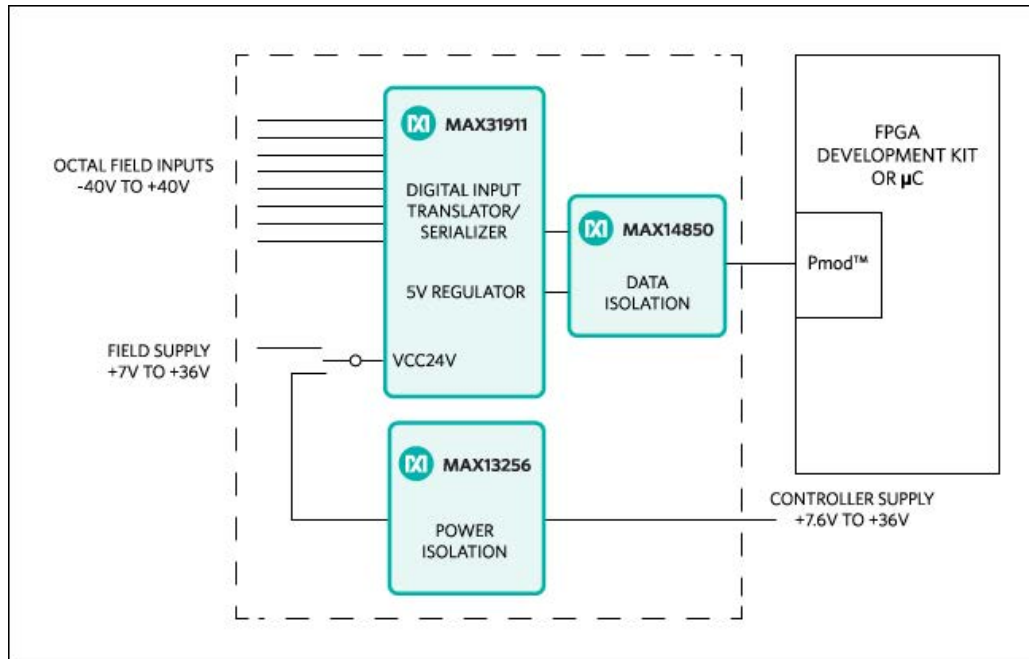 MAX31911
OCTAL FIELD INPUTS
-40V TO +40V
DIGITAL INPUT
TRANSLATOR/
SERIALIZER
5V REGULATOR
FIELD SUPPLY
+7V TO +36V
VCC24V
MAX14850
DATA
ISOLATION
MAX13256
POWER
ISOLATION
FPGA
DEVELOPMENT KIT
OR µC
Pmod™
CONTROLLER SUPPLY
+7.6V TO +36V